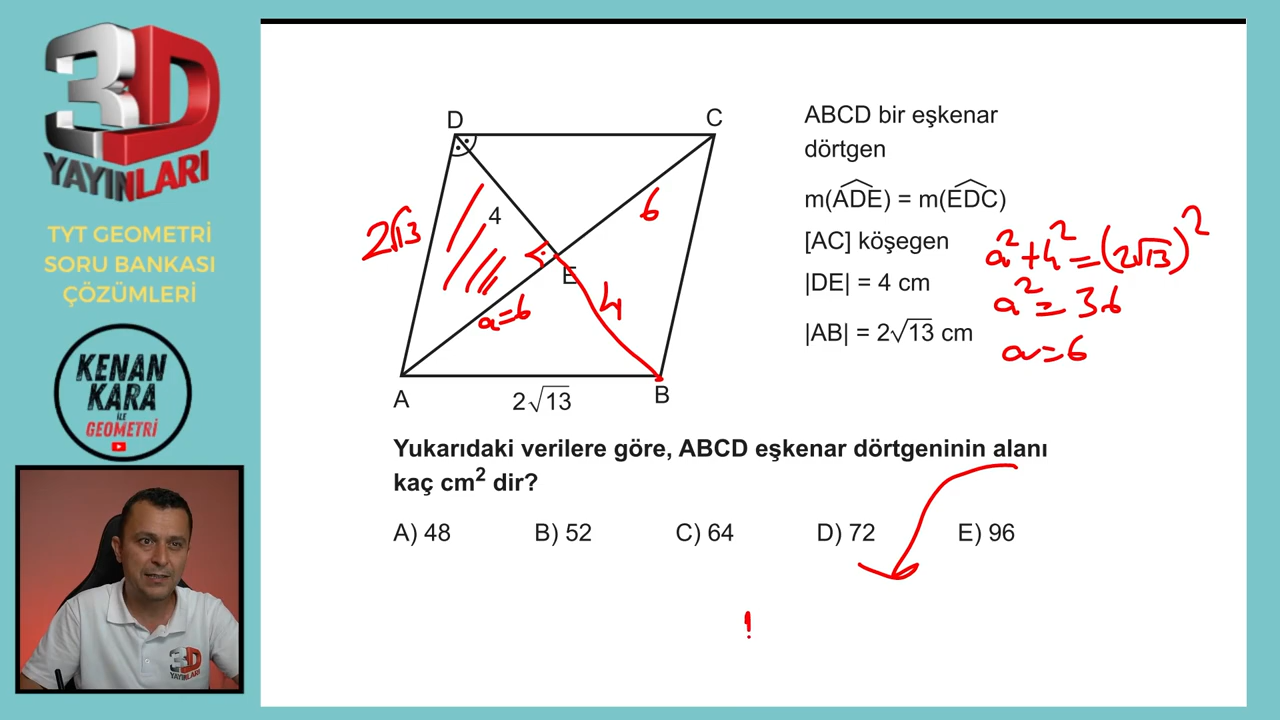 3D
YAYINLARI
TYT GEOMETRİ
SORU BANKASI
ÇÖZÜMLERİ
KENAN
KARA
İLE
GEOMETRİ
3D
YAYINLARI
D
C
4
E
A
B
2√13
2√13
6
a=6
4
ABCD bir eşkenar
dörtgen
m(ADE) = m(EDC)
[AC] köşegen
|DE| = 4 cm
|AB| = 2√13 cm
a²+4²=(2√13)²
a²=36
a=6
Yukarıdaki verilere göre, ABCD eşkenar dörtgeninin alanı
kaç cm² dir?
A) 48 B) 52 C) 64 D) 72 E) 96